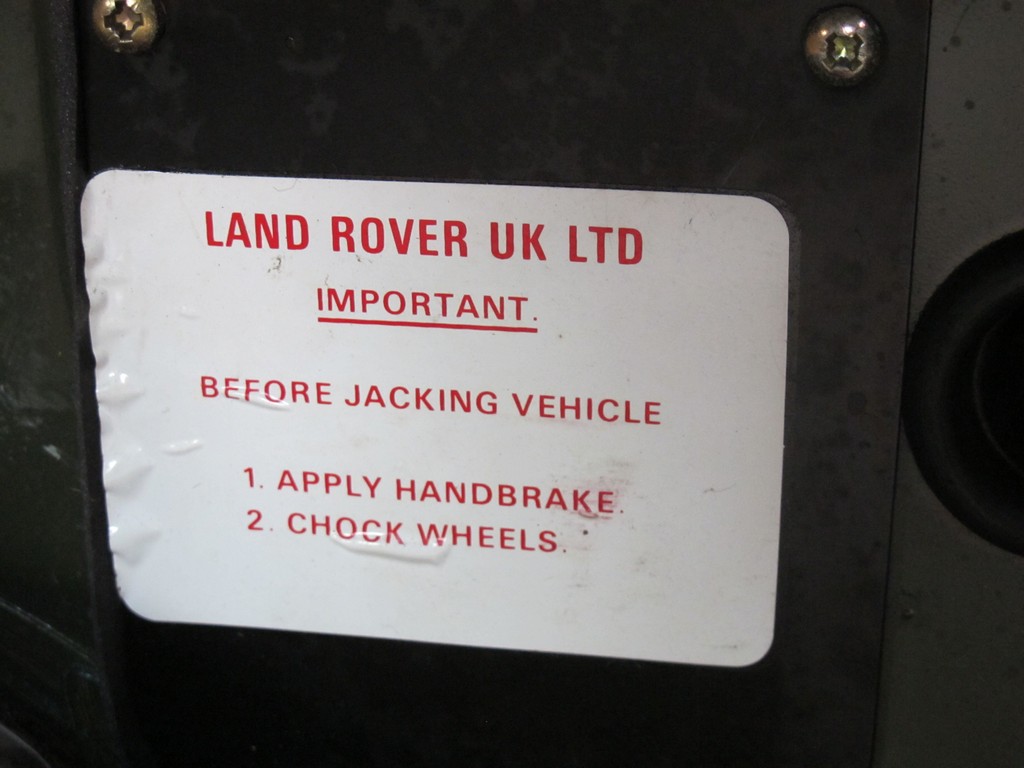 LAND ROVER UK LTD
IMPORTANT.
BEFORE JACKING VEHICLE
1. APPLY HANDBRAKE.
2. CHOCK WHEELS.